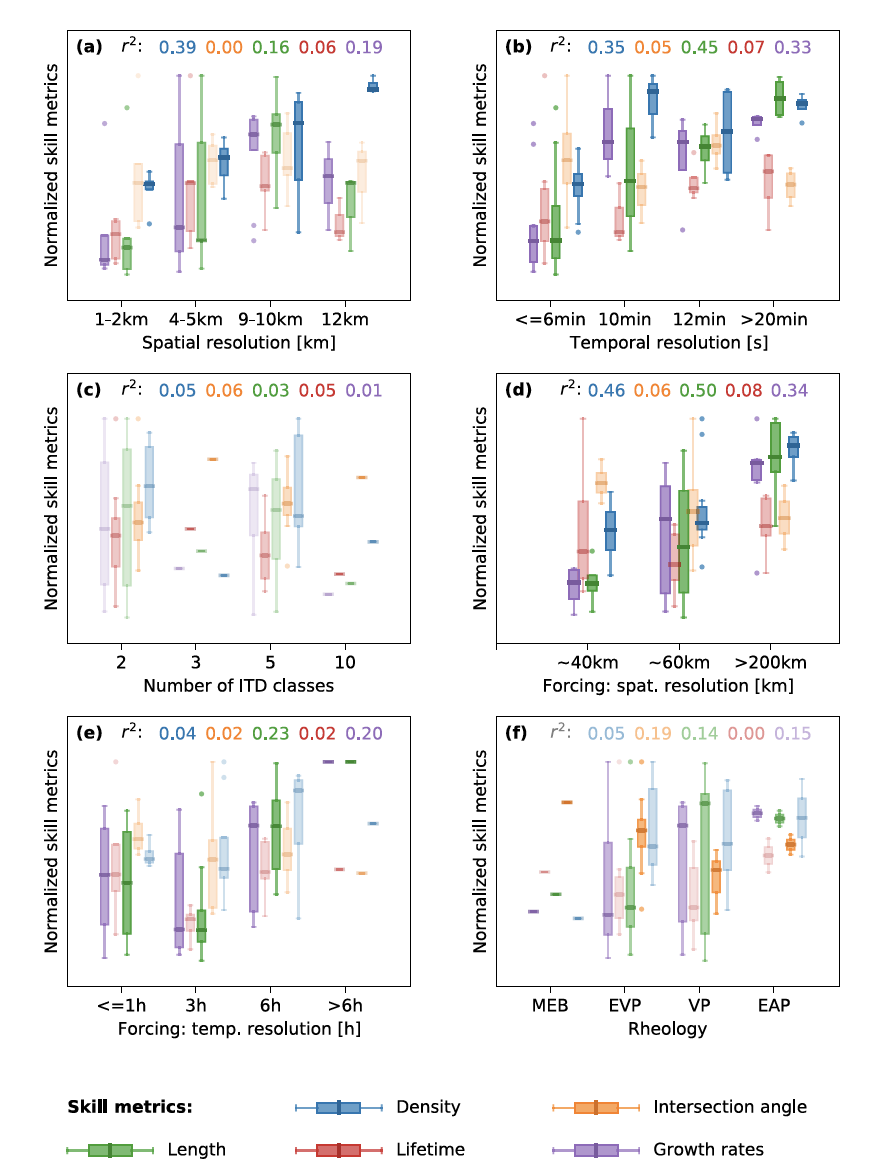 (a) r²: 0.39 0.00 0.16 0.06 0.19
Normalized skill metrics
1–2km 4–5km 9–10km 12km
Spatial resolution [km]
(b) r²: 0.35 0.05 0.45 0.07 0.33
Normalized skill metrics
<=6min 10min 12min >20min
Temporal resolution [s]
(c) r²: 0.05 0.06 0.03 0.05 0.01
Normalized skill metrics
2 3 5 10
Number of ITD classes
(d) r²: 0.46 0.06 0.50 0.08 0.34
Normalized skill metrics
~40km ~60km >200km
Forcing: spat. resolution [km]
(e) r²: 0.04 0.02 0.23 0.02 0.20
Normalized skill metrics
<=1h 3h 6h >6h
Forcing: temp. resolution [h]
(f) r²: 0.05 0.19 0.14 0.00 0.15
Normalized skill metrics
MEB EVP VP EAP
Rheology
Skill metrics: Density Intersection angle
Length Lifetime Growth rates